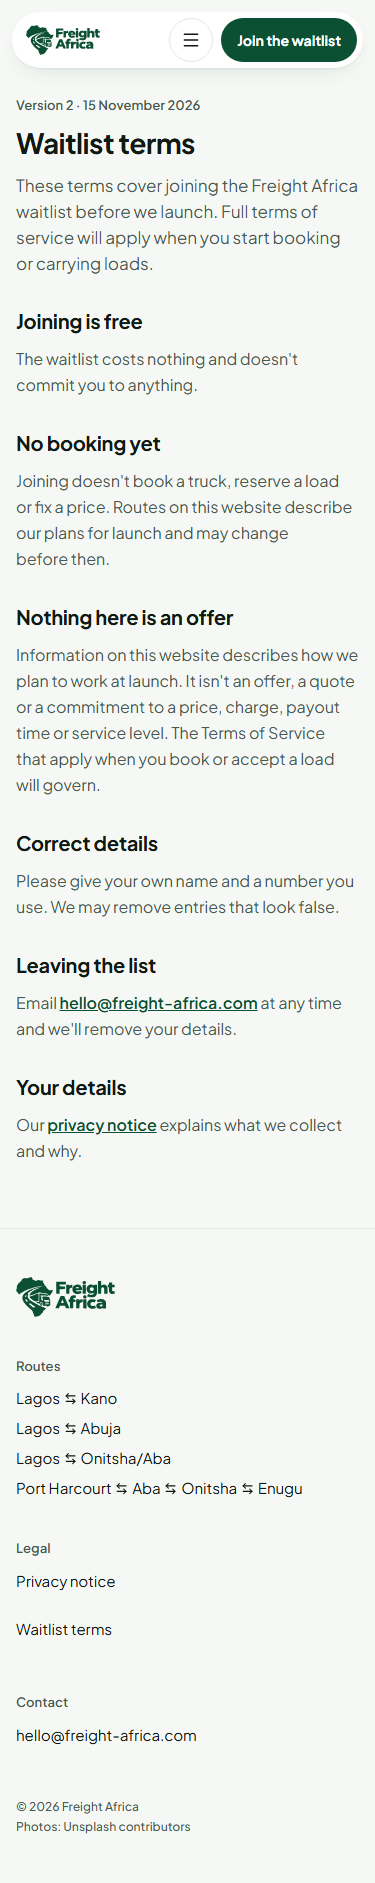 Freight
Africa
Join the waitlist
Version 2 · 15 November 2026
Waitlist terms
These terms cover joining the Freight Africa
waitlist before we launch. Full terms of
service will apply when you start booking
or carrying loads.
Joining is free
The waitlist costs nothing and doesn't
commit you to anything.
No booking yet
Joining doesn't book a truck, reserve a load
or fix a price. Routes on this website describe
our plans for launch and may change
before then.
Nothing here is an offer
Information on this website describes how we
plan to work at launch. It isn't an offer, a quote
or a commitment to a price, charge, payout
time or service level. The Terms of Service
that apply when you book or accept a load
will govern.
Correct details
Please give your own name and a number you
use. We may remove entries that look false.
Leaving the list
Email hello@freight-africa.com at any time
and we'll remove your details.
Your details
Our privacy notice explains what we collect
and why.
Freight
Africa
Routes
Lagos ⇆ Kano
Lagos ⇆ Abuja
Lagos ⇆ Onitsha/Aba
Port Harcourt ⇆ Aba ⇆ Onitsha ⇆ Enugu
Legal
Privacy notice
Waitlist terms
Contact
hello@freight-africa.com
© 2026 Freight Africa
Photos: Unsplash contributors